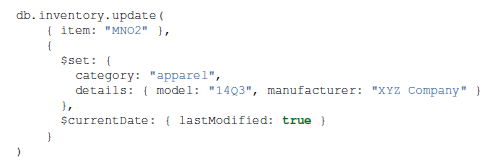 db.inventory.update(
    { item: "MNO2" },
    {
      $set: {
        category: "apparel",
        details: { model: "14Q3", manufacturer: "XYZ Company" }
      },
      $currentDate: { lastModified: true }
    }
)